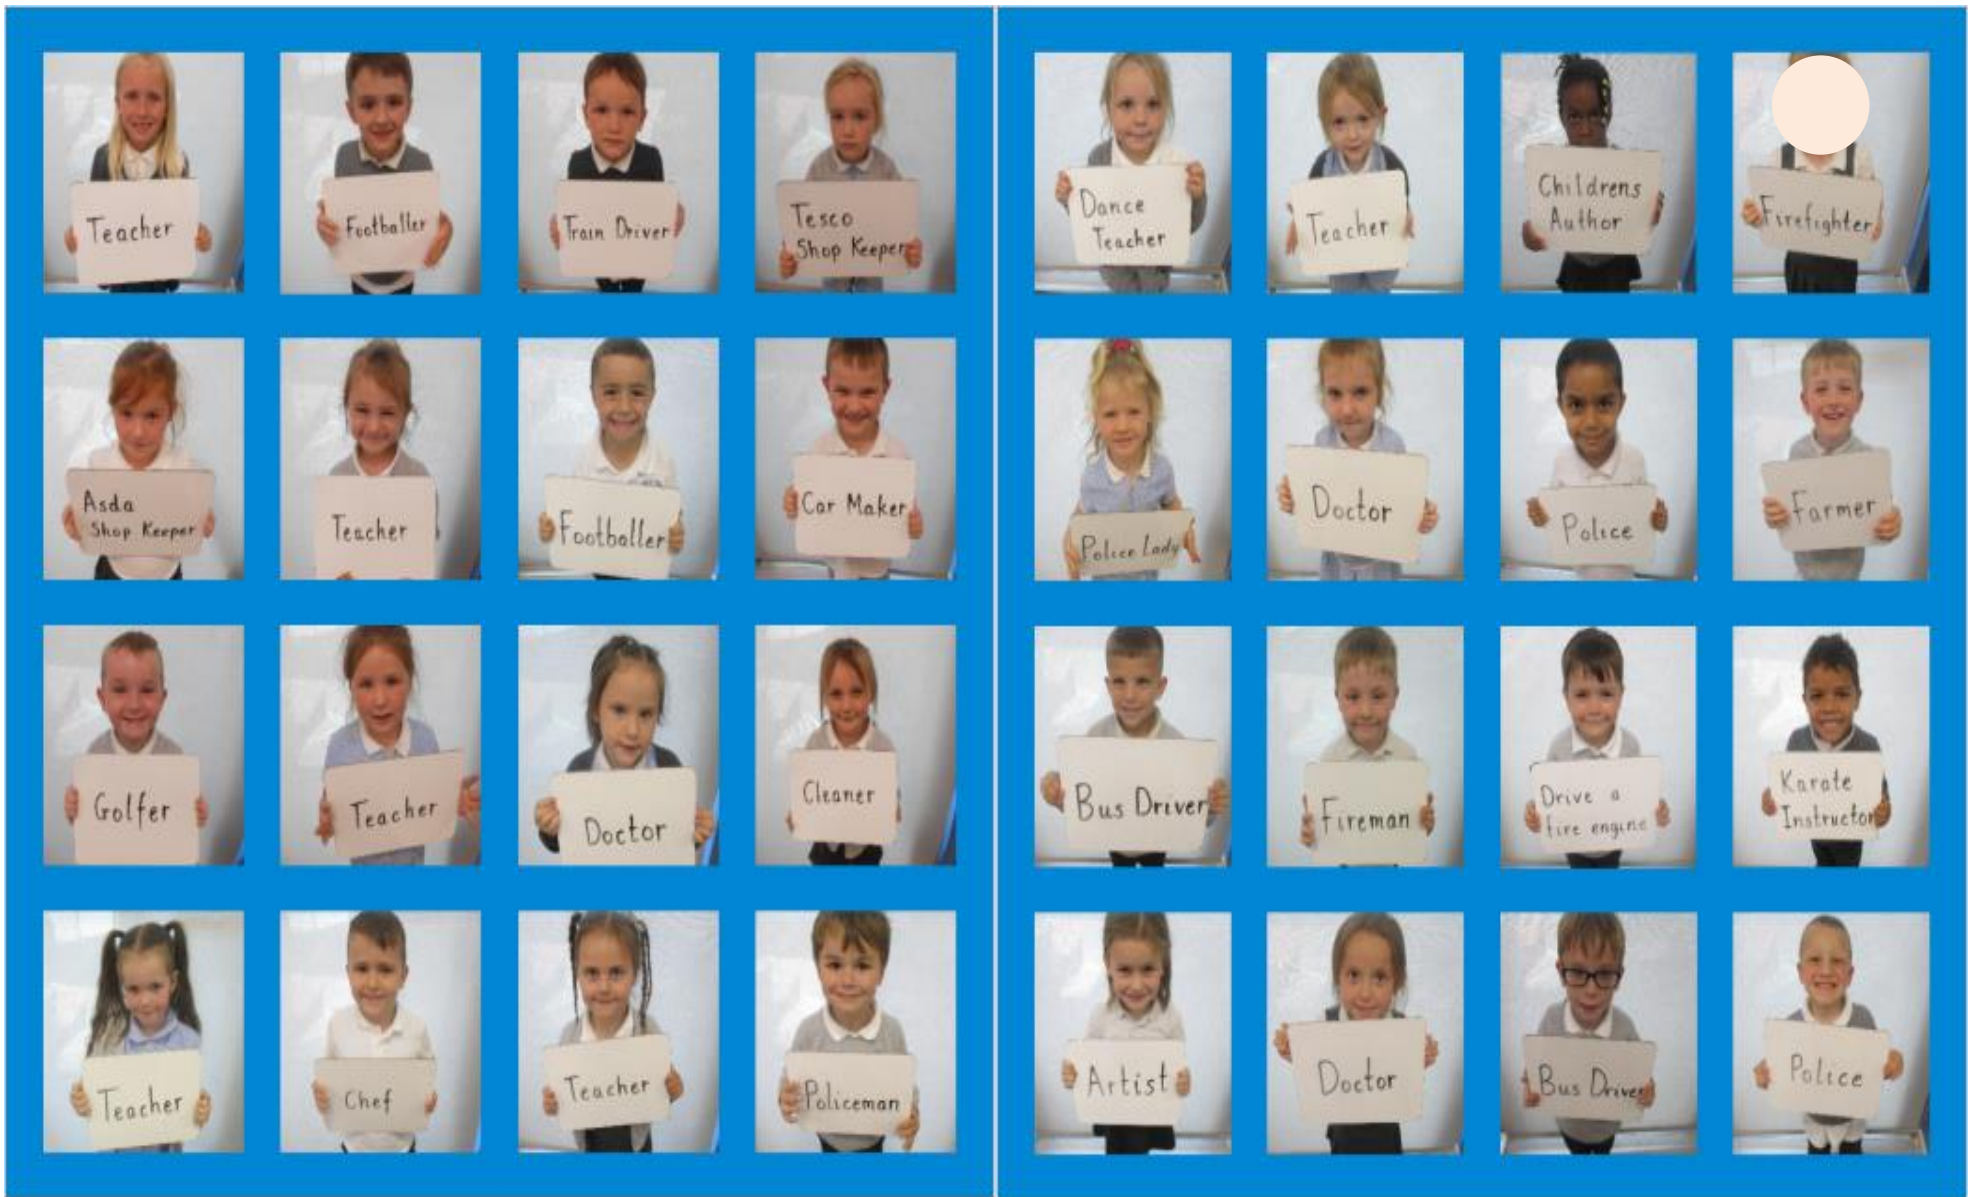 Teacher
Footballer
Train Driver
Tesco
Shop Keeper
Asda
Shop Keeper
Teacher
Footballer
Car Maker
Golfer
Teacher
Doctor
Cleaner
Teacher
Chef
Teacher
Policeman
Dance
Teacher
Teacher
Childrens
Author
Firefighter
Police Lady
Doctor
Police
Farmer
Bus Driver
Fireman
Drive a
fire engine
Karate
Instructor
Artist
Doctor
Bus Driver
Police